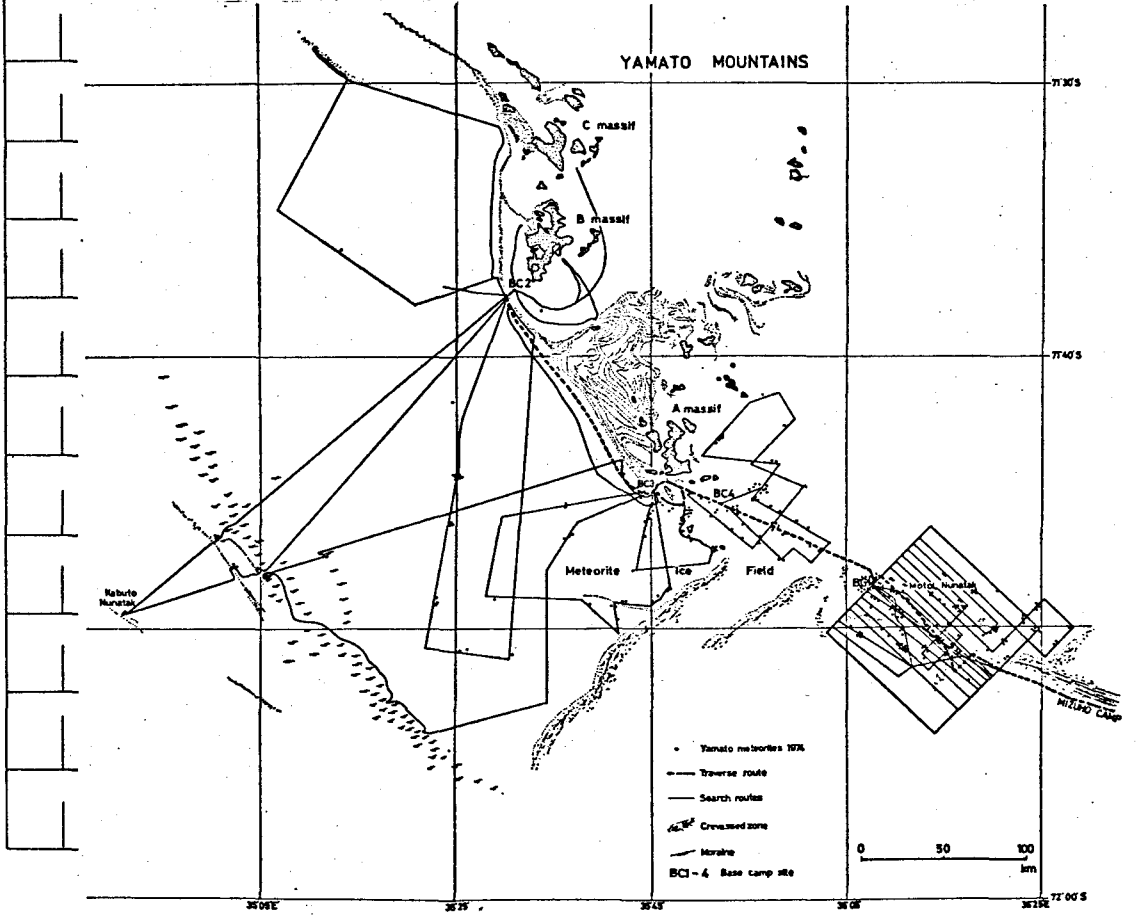 YAMATO MOUNTAINS
71°30'S
C massif
B massif
BC2
71°40'S
A massif
BC3
BC4
Meteorite Ice Field
Motoi Nunatak
Kabuto
Nunatak
MIZUHO CAMP
Yamato meteorites 1974
Traverse route
Search routes
Crevassed zone
Moraine
BC1-4 Base camp site
0 50 100
km
72°00'S
35°05'E
35°25'
35°45'
36°05'
36°25'E